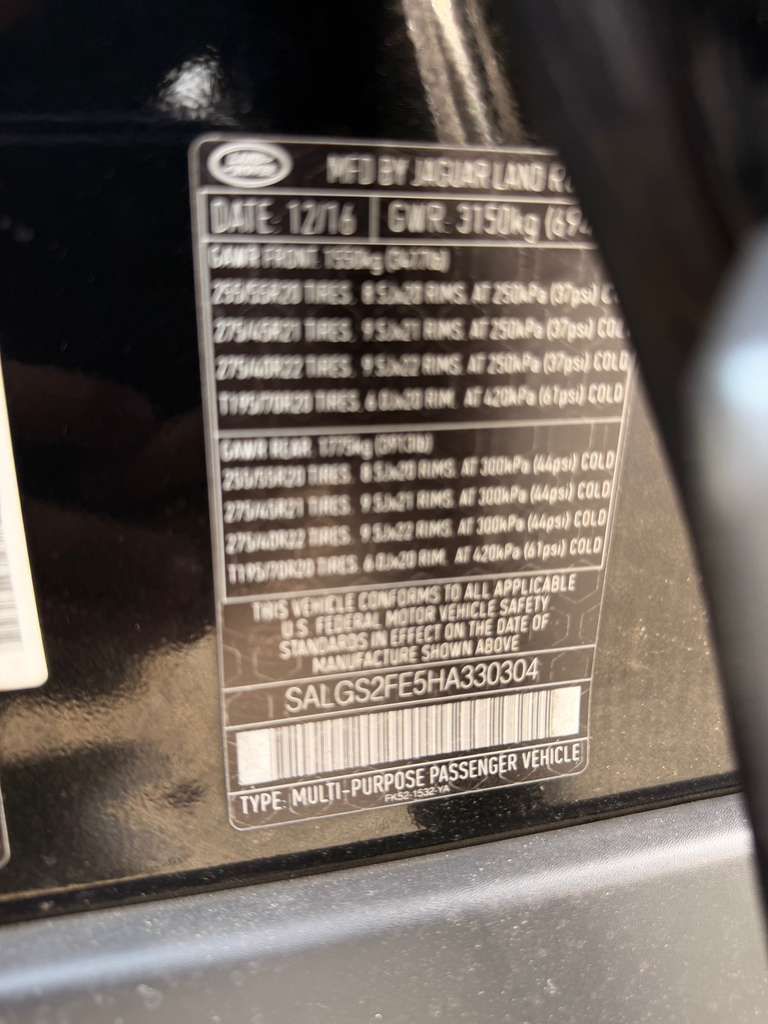 MFD BY JAGUAR LAND
DATE: 12/16 GWR: 3150kg
GAWR FRONT 1550kg (3417lb)
255/55R20 TIRES, 8.5Jx20 RIMS, AT 250kPa (37psi)
275/45R21 TIRES, 9.5Jx21 RIMS, AT 250kPa (37psi) COLD
275/40R22 TIRES, 9.5Jx22 RIMS, AT 250kPa (37psi) COLD
T195/70R20 TIRES, 6.0Jx20 RIM, AT 420kPa (61psi) COLD
GAWR REAR 1775kg (3913lb)
255/55R20 TIRES, 8.5Jx20 RIMS, AT 300kPa (44psi) COLD
275/45R21 TIRES, 9.5Jx21 RIMS, AT 300kPa (44psi) COLD
275/40R22 TIRES, 9.5Jx22 RIMS, AT 300kPa (44psi) COLD
T195/70R20 TIRES, 6.0Jx20 RIM, AT 420kPa (61psi) COLD
THIS VEHICLE CONFORMS TO ALL APPLICABLE
U.S. FEDERAL MOTOR VEHICLE SAFETY
STANDARDS IN EFFECT ON THE DATE OF
MANUFACTURE SHOWN ABOVE
SALGS2FE5HA330304
TYPE: MULTI-PURPOSE PASSENGER VEHICLE
FK52-1532-YA